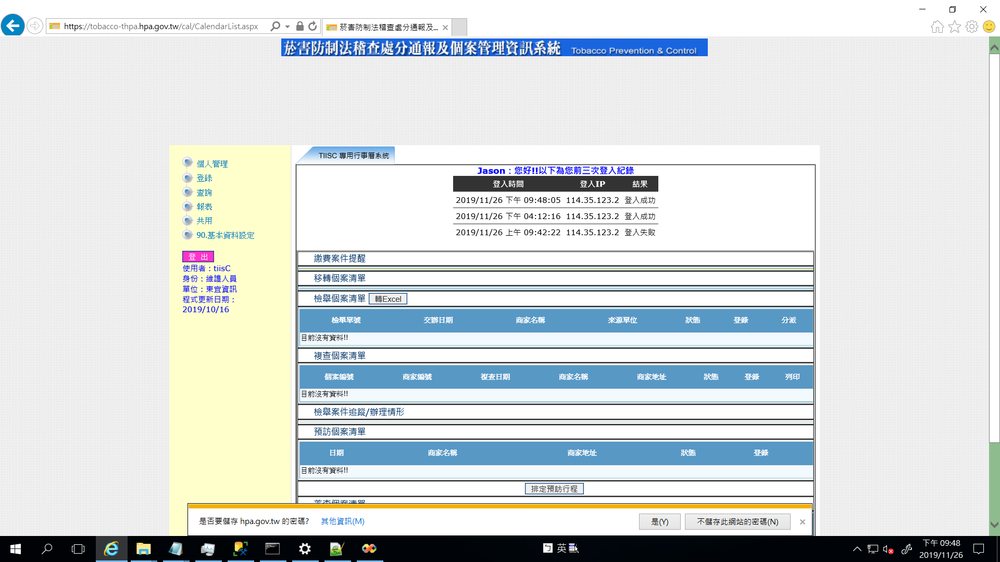 https://tobacco-thpa.hpa.gov.tw/cal/CalendarList.aspx
菸害防制法稽查處分通報及...
菸害防制法稽查處分通報及個案管理資訊系統 Tobacco Prevention & Control
個人管理
登錄
查詢
報表
共用
90.基本資料設定
登 出
使用者：tiisC
身份：維護人員
單位：東宜資訊
程式更新日期：
2019/10/16
TIISC 專用行事曆系統
Jason：您好!!以下為您前三次登入紀錄
登入時間 登入IP 結果
2019/11/26 下午 09:48:05 114.35.123.2 登入成功
2019/11/26 下午 04:12:16 114.35.123.2 登入成功
2019/11/26 上午 09:42:22 114.35.123.2 登入失敗
繳費案件提醒
移轉個案清單
檢舉個案清單 轉Excel
檢舉單號 交辦日期 商家名稱 來源單位 狀態 登錄 分派
目前沒有資料!!
複查個案清單
個案編號 商家編號 複查日期 商家名稱 商家地址 狀態 登錄 列印
目前沒有資料!!
檢舉案件追蹤/辦理情形
預訪個案清單
日期 商家名稱 商家地址 狀態 登錄
目前沒有資料!!
排定預訪行程
普查個案清單
是否要儲存 hpa.gov.tw 的密碼? 其他資訊(M) 是(Y) 不儲存此網站的密碼(N)
ㄅ 英
下午 09:48
2019/11/26